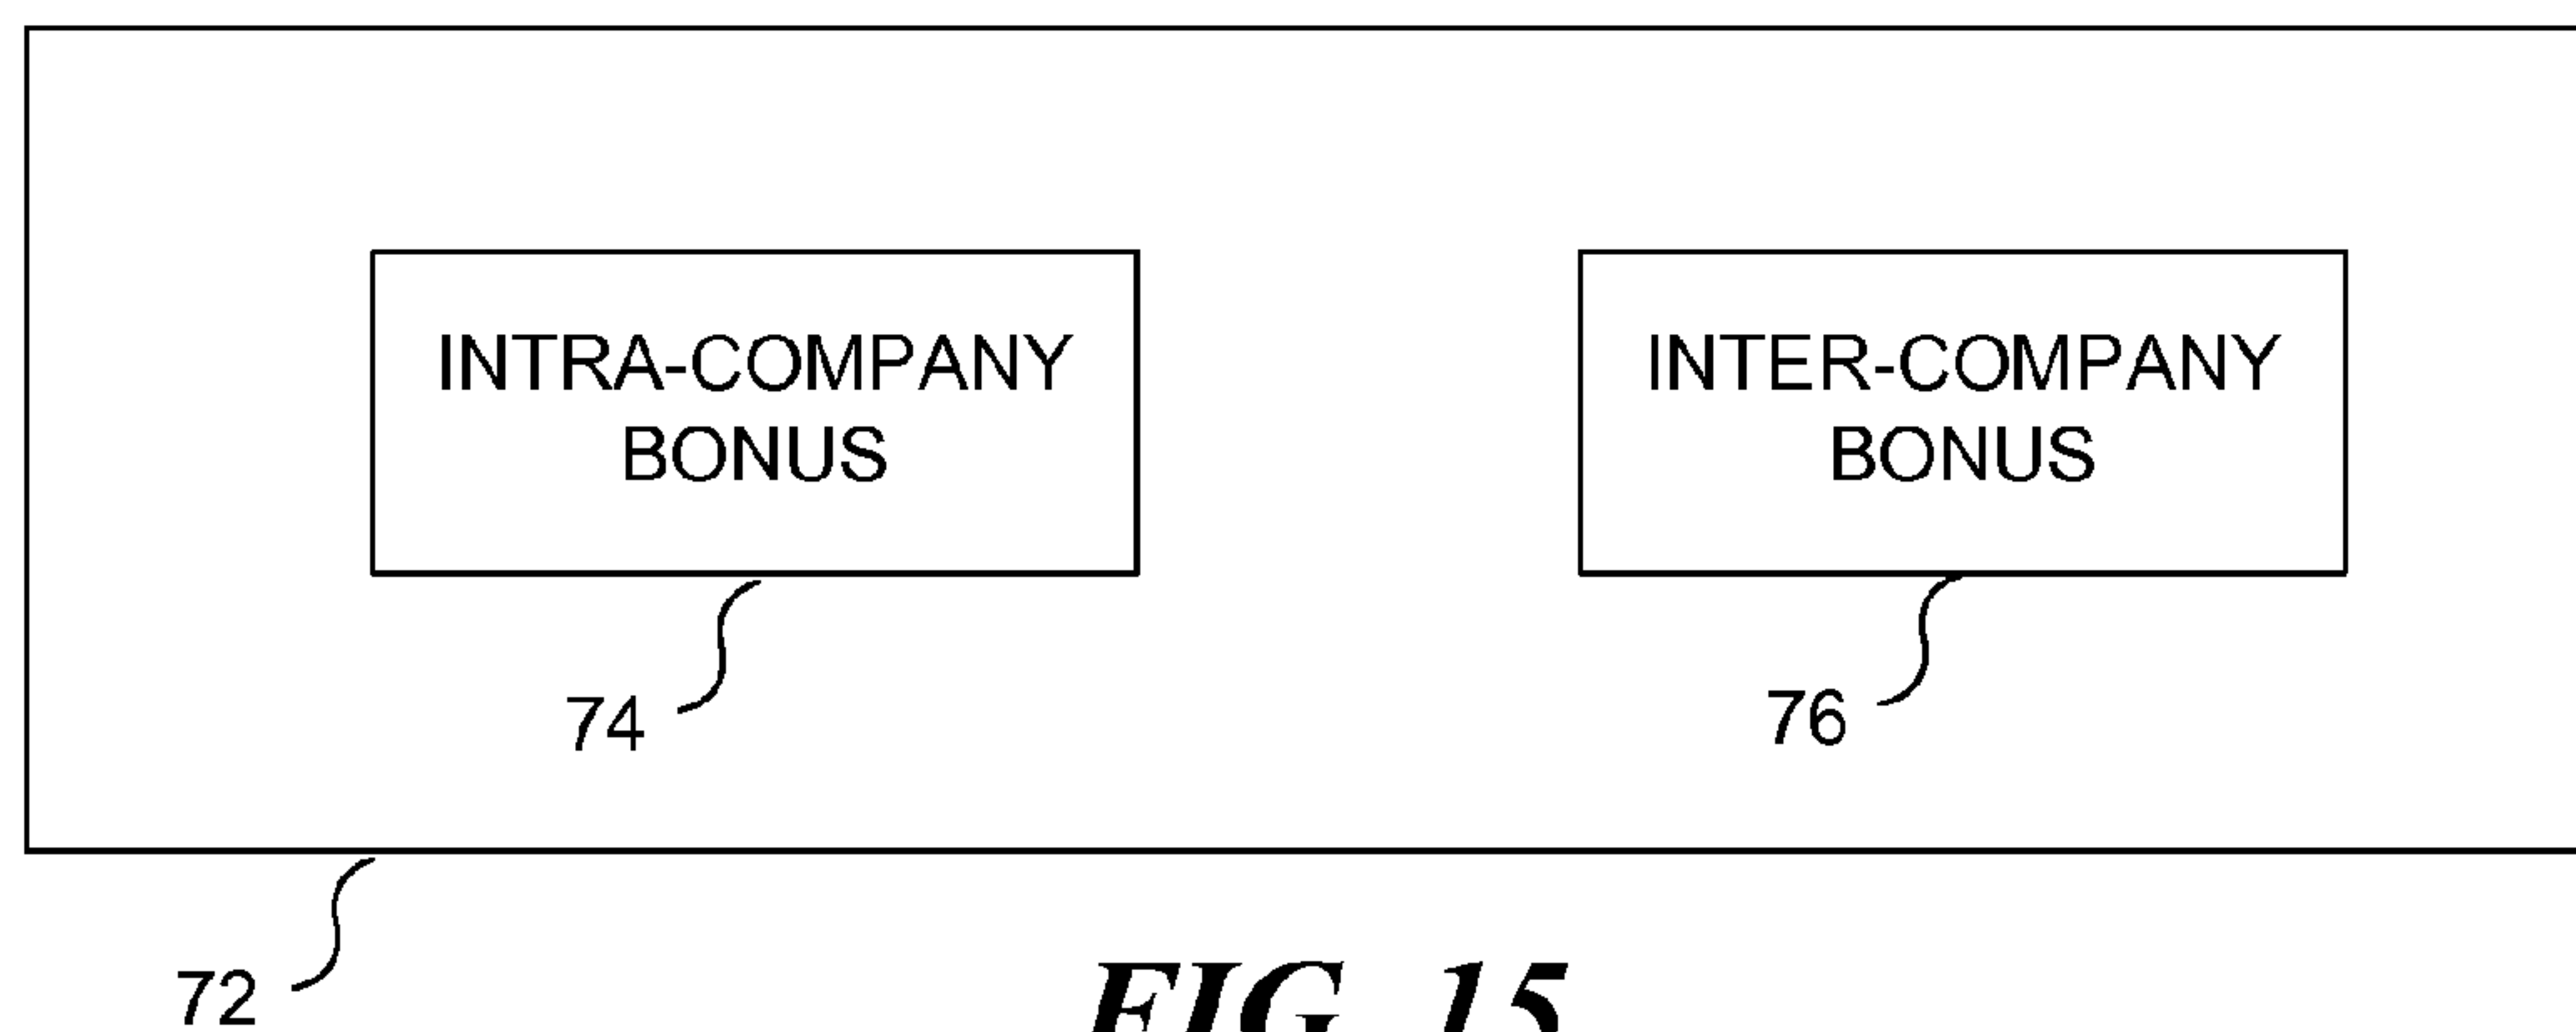 INTRA-COMPANY
BONUS
INTER-COMPANY
BONUS
74
76
72
FIG. 15